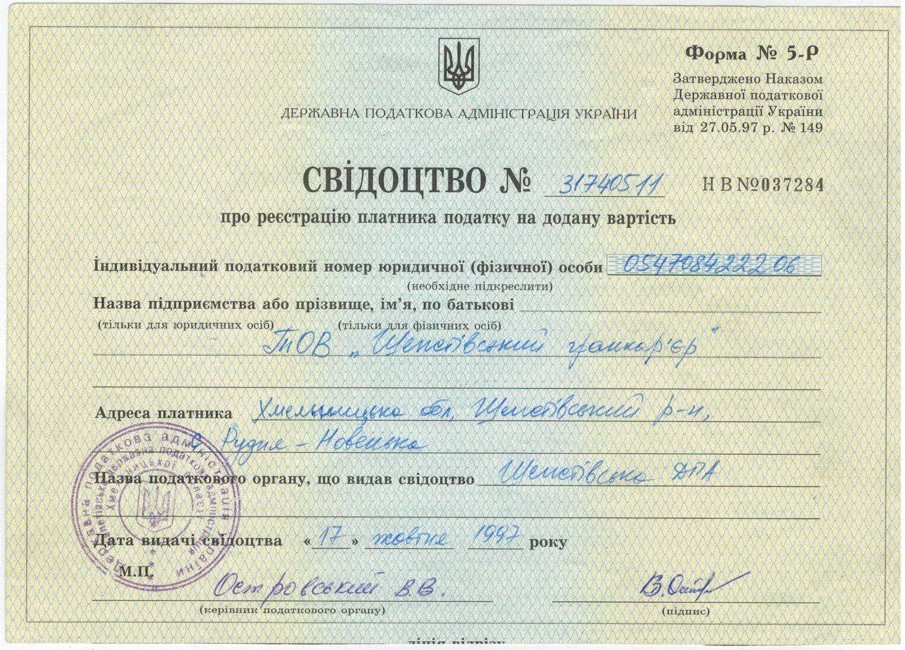 Форма № 5-Р
Затверджено Наказом
Державної податкової
адміністрації України
від 27.05.97 р. № 149
ДЕРЖАВНА ПОДАТКОВА АДМІНІСТРАЦІЯ УКРАЇНИ
СВІДОЦТВО № 31740511 НВ №037284
про реєстрацію платника податку на додану вартість
Індивідуальний податковий номер юридичної (фізичної) особи 054708422206
(необхідне підкреслити)
Назва підприємства або прізвище, ім'я, по батькові
(тільки для юридичних осіб) (тільки для фізичних осіб)
ТОВ „Шепетівський гранкар'єр"
Адреса платника Хмельницька обл, Шепетівський р-н,
с Рудня-Новенька
Назва податкового органу, що видав свідоцтво Шепетівська ДПА
Дата видачі свідоцтва «17» жовтня 1997 року
М.П.
Островський В.В.
(керівник податкового органу) (підпис)
лінія відрізу